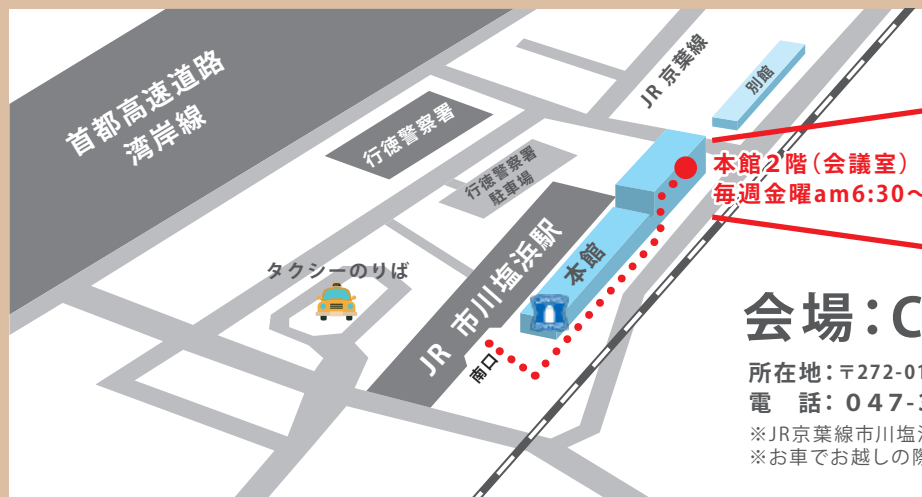 首都高速道路
湾岸線
行徳警察署
行徳警察署
駐車場
JR 京葉線
別館
本館2階（会議室）
毎週金曜am6:30～
JR 市川塩浜駅
本館
タクシーのりば
南口
会場：C
所在地：〒272-01
電　話：047-3
※JR京葉線市川塩浜
※お車でお越しの際